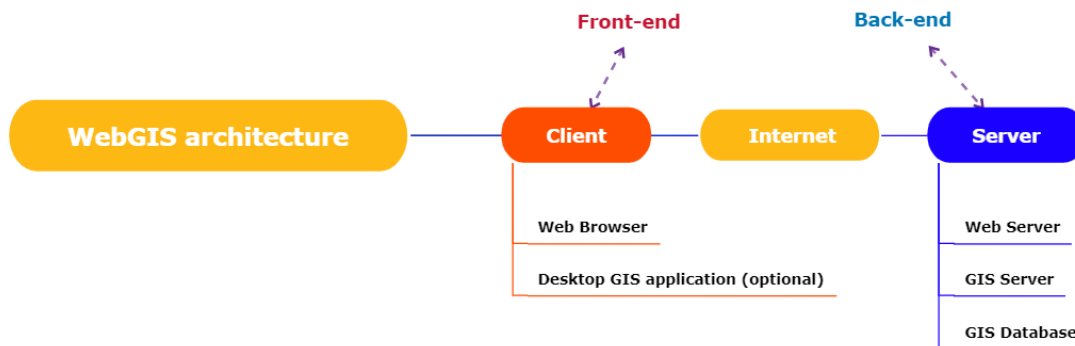 Front-end
Back-end
WebGIS architecture
Client
Internet
Server
Web Browser
Desktop GIS application (optional)
Web Server
GIS Server
GIS Database